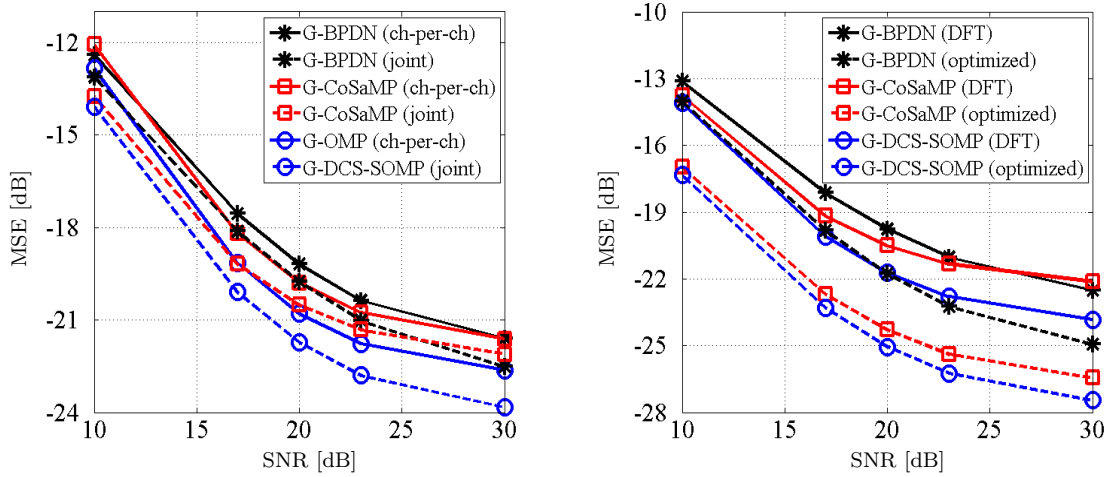 -12
-15
-18
-21
-24
MSE [dB]
10
15
20
25
30
SNR [dB]
G-BPDN (ch-per-ch)
G-BPDN (joint)
G-CoSaMP (ch-per-ch)
G-CoSaMP (joint)
G-OMP (ch-per-ch)
G-DCS-SOMP (joint)
-10
-13
-16
-19
-22
-25
-28
MSE [dB]
10
15
20
25
30
SNR [dB]
G-BPDN (DFT)
G-BPDN (optimized)
G-CoSaMP (DFT)
G-CoSaMP (optimized)
G-DCS-SOMP (DFT)
G-DCS-SOMP (optimized)